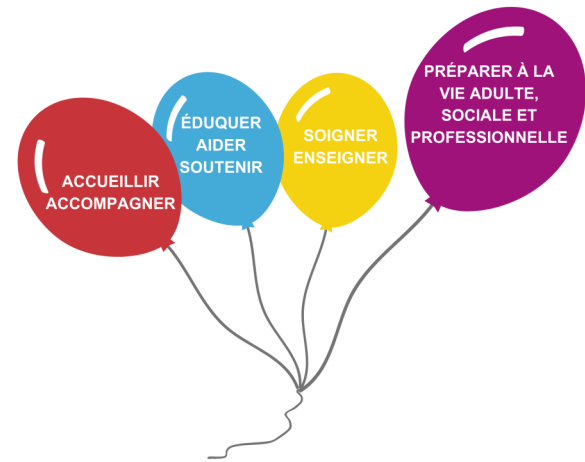 ACCUEILLIR
ACCOMPAGNER
ÉDUQUER
AIDER
SOUTENIR
SOIGNER
ENSEIGNER
PRÉPARER À LA
VIE ADULTE,
SOCIALE ET
PROFESSIONNELLE